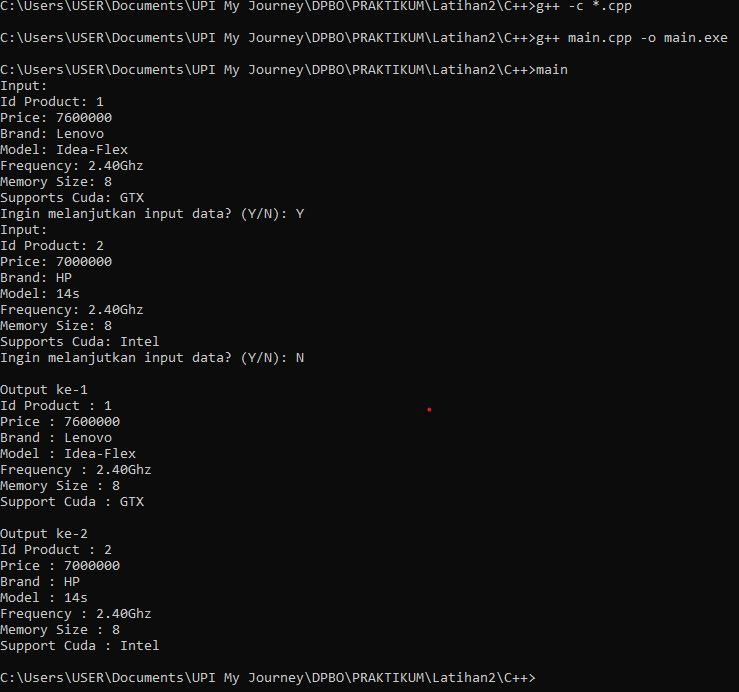 C:\Users\USER\Documents\UPI My Journey\DPBO\PRAKTIKUM\Latihan2\C++>g++ -c *.cpp
C:\Users\USER\Documents\UPI My Journey\DPBO\PRAKTIKUM\Latihan2\C++>g++ main.cpp -o main.exe
C:\Users\USER\Documents\UPI My Journey\DPBO\PRAKTIKUM\Latihan2\C++>main
Input:
Id Product: 1
Price: 7600000
Brand: Lenovo
Model: Idea-Flex
Frequency: 2.40Ghz
Memory Size: 8
Supports Cuda: GTX
Ingin melanjutkan input data? (Y/N): Y
Input:
Id Product: 2
Price: 7000000
Brand: HP
Model: 14s
Frequency: 2.40Ghz
Memory Size: 8
Supports Cuda: Intel
Ingin melanjutkan input data? (Y/N): N
Output ke-1
Id Product : 1
Price : 7600000
Brand : Lenovo
Model : Idea-Flex
Frequency : 2.40Ghz
Memory Size : 8
Support Cuda : GTX
Output ke-2
Id Product : 2
Price : 7000000
Brand : HP
Model : 14s
Frequency : 2.40Ghz
Memory Size : 8
Support Cuda : Intel
C:\Users\USER\Documents\UPI My Journey\DPBO\PRAKTIKUM\Latihan2\C++>